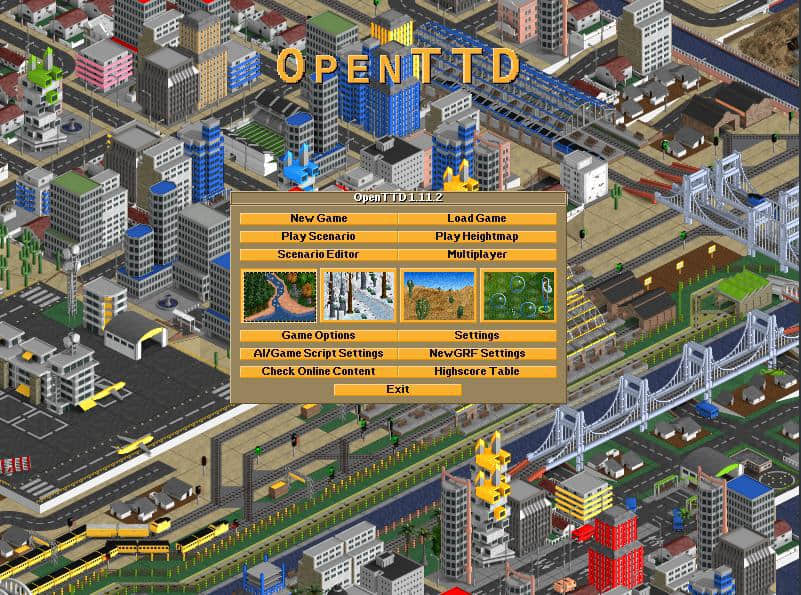 OPENTTD
OpenTTD 1.11.2
New Game
Load Game
Play Scenario
Play Heightmap
Scenario Editor
Multiplayer
Game Options
Settings
AI/Game Script Settings
NewGRF Settings
Check Online Content
Highscore Table
Exit